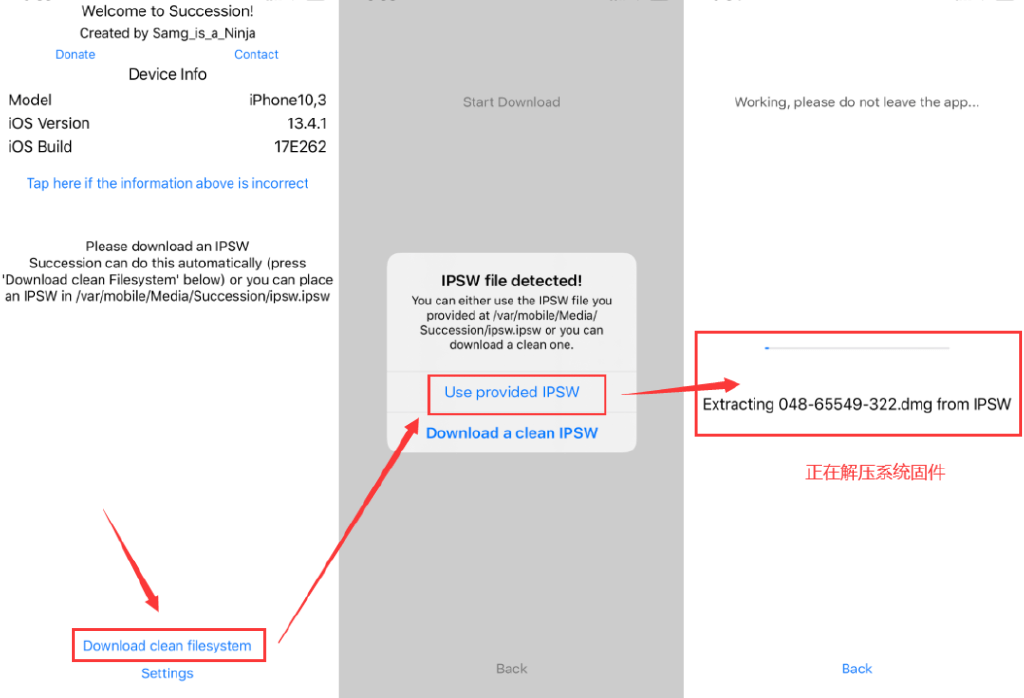 Welcome to Succession!
Created by Samg_is_a_Ninja
Donate
Contact
Device Info
Model
iPhone10,3
iOS Version
13.4.1
iOS Build
17E262
Tap here if the information above is incorrect
Please download an IPSW
Succession can do this automatically (press
'Download clean Filesystem' below) or you can place
an IPSW in /var/mobile/Media/Succession/ipsw.ipsw
Download clean filesystem
Settings
Start Download
IPSW file detected!
You can either use the IPSW file you
provided at /var/mobile/Media/
Succession/ipsw.ipsw or you can
download a clean one.
Use provided IPSW
Download a clean IPSW
Back
Working, please do not leave the app...
Extracting 048-65549-322.dmg from IPSW
正在解压系统固件
Back